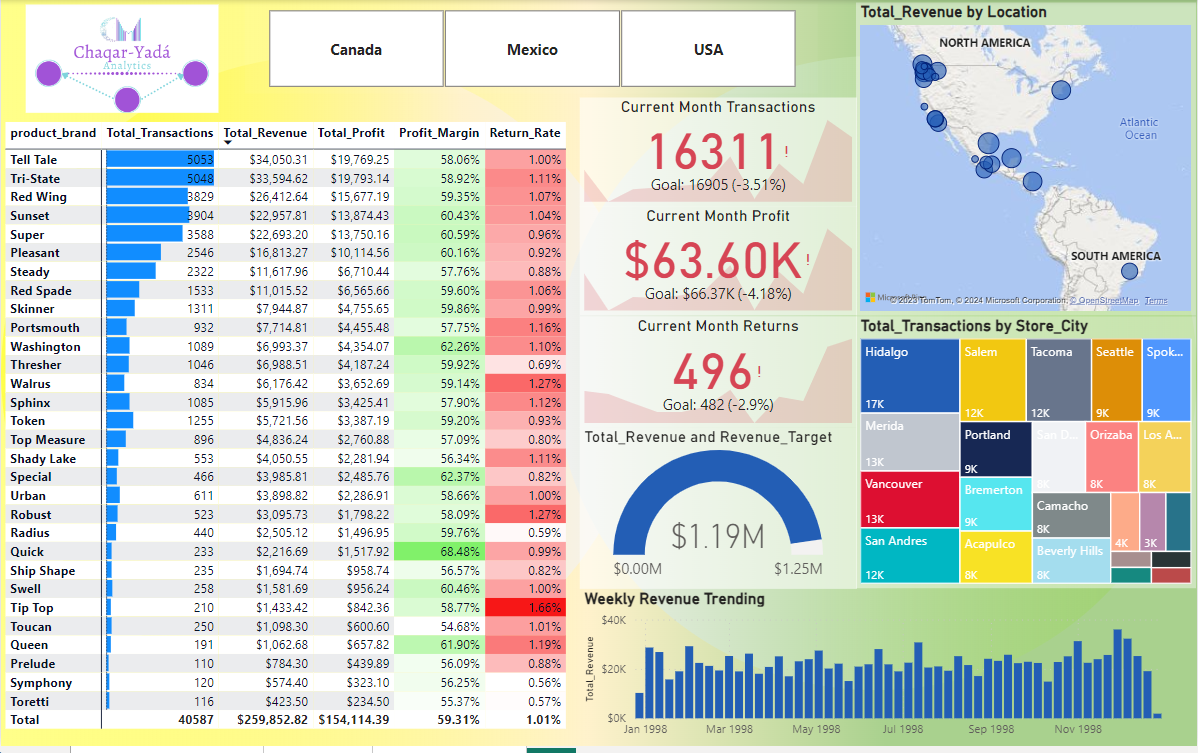 Chaqar-Yadá
Analytics
Canada
Mexico
USA
product_brand Total_Transactions Total_Revenue Total_Profit Profit_Margin Return_Rate
Tell Tale 5053 $34,050.31 $19,769.25 58.06% 1.00%
Tri-State 5048 $33,594.62 $19,793.14 58.92% 1.11%
Red Wing 3829 $26,412.64 $15,677.19 59.35% 1.07%
Sunset 3904 $22,957.81 $13,874.43 60.43% 1.04%
Super 3588 $22,693.20 $13,750.16 60.59% 0.96%
Pleasant 2546 $16,813.27 $10,114.56 60.16% 0.92%
Steady 2322 $11,617.96 $6,710.44 57.76% 0.88%
Red Spade 1533 $11,015.52 $6,565.66 59.60% 1.06%
Skinner 1311 $7,944.87 $4,755.65 59.86% 0.99%
Portsmouth 932 $7,714.81 $4,455.48 57.75% 1.16%
Washington 1089 $6,993.37 $4,354.07 62.26% 1.10%
Thresher 1046 $6,988.51 $4,187.24 59.92% 0.69%
Walrus 834 $6,176.42 $3,652.69 59.14% 1.27%
Sphinx 1085 $5,915.96 $3,425.41 57.90% 1.12%
Token 1255 $5,721.56 $3,387.19 59.20% 0.93%
Top Measure 896 $4,836.24 $2,760.88 57.09% 0.80%
Shady Lake 553 $4,050.55 $2,281.94 56.34% 1.11%
Special 466 $3,985.81 $2,485.76 62.37% 0.82%
Urban 611 $3,898.82 $2,286.91 58.66% 1.00%
Robust 523 $3,095.73 $1,798.22 58.09% 1.27%
Radius 440 $2,505.12 $1,496.95 59.76% 0.59%
Quick 233 $2,216.69 $1,517.92 68.48% 0.99%
Ship Shape 235 $1,694.74 $958.74 56.57% 0.82%
Swell 258 $1,581.69 $956.24 60.46% 1.00%
Tip Top 210 $1,433.42 $842.36 58.77% 1.66%
Toucan 250 $1,098.30 $600.60 54.68% 1.01%
Queen 191 $1,062.68 $657.82 61.90% 1.19%
Prelude 110 $784.30 $439.89 56.09% 0.88%
Symphony 120 $574.40 $323.10 56.25% 0.56%
Toretti 116 $423.50 $234.50 55.37% 0.57%
Total 40587 $259,852.82 $154,114.39 59.31% 1.01%
Current Month Transactions
16311 !
Goal: 16905 (-3.51%)
Current Month Profit
$63.60K !
Goal: $66.37K (-4.18%)
Current Month Returns
496 !
Goal: 482 (-2.9%)
Total_Revenue and Revenue_Target
$1.19M
$0.00M
$1.25M
Total_Revenue by Location
NORTH AMERICA
Atlantic
Ocean
SOUTH AMERICA
© 2023 TomTom, © 2024 Microsoft Corporation, © OpenStreetMap Terms
Total_Transactions by Store_City
Hidalgo
17K
Merida
13K
Vancouver
13K
San Andres
12K
Salem
12K
Tacoma
12K
Seattle
9K
Spok...
9K
Portland
9K
Bremerton
9K
Acapulco
8K
San D...
8K
Orizaba
8K
Los A...
8K
Camacho
8K
Beverly Hills
8K
4K
3K
Weekly Revenue Trending
Total_Revenue
$40K
$20K
$0K
Jan 1998
Mar 1998
May 1998
Jul 1998
Sep 1998
Nov 1998